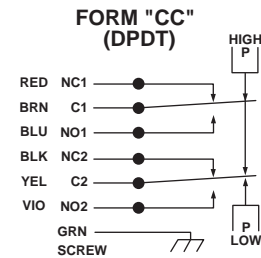 FORM "CC"
(DPDT)
HIGH
P
RED NC1
BRN C1
BLU NO1
BLK NC2
YEL C2
VIO NO2
GRN
SCREW
P
LOW